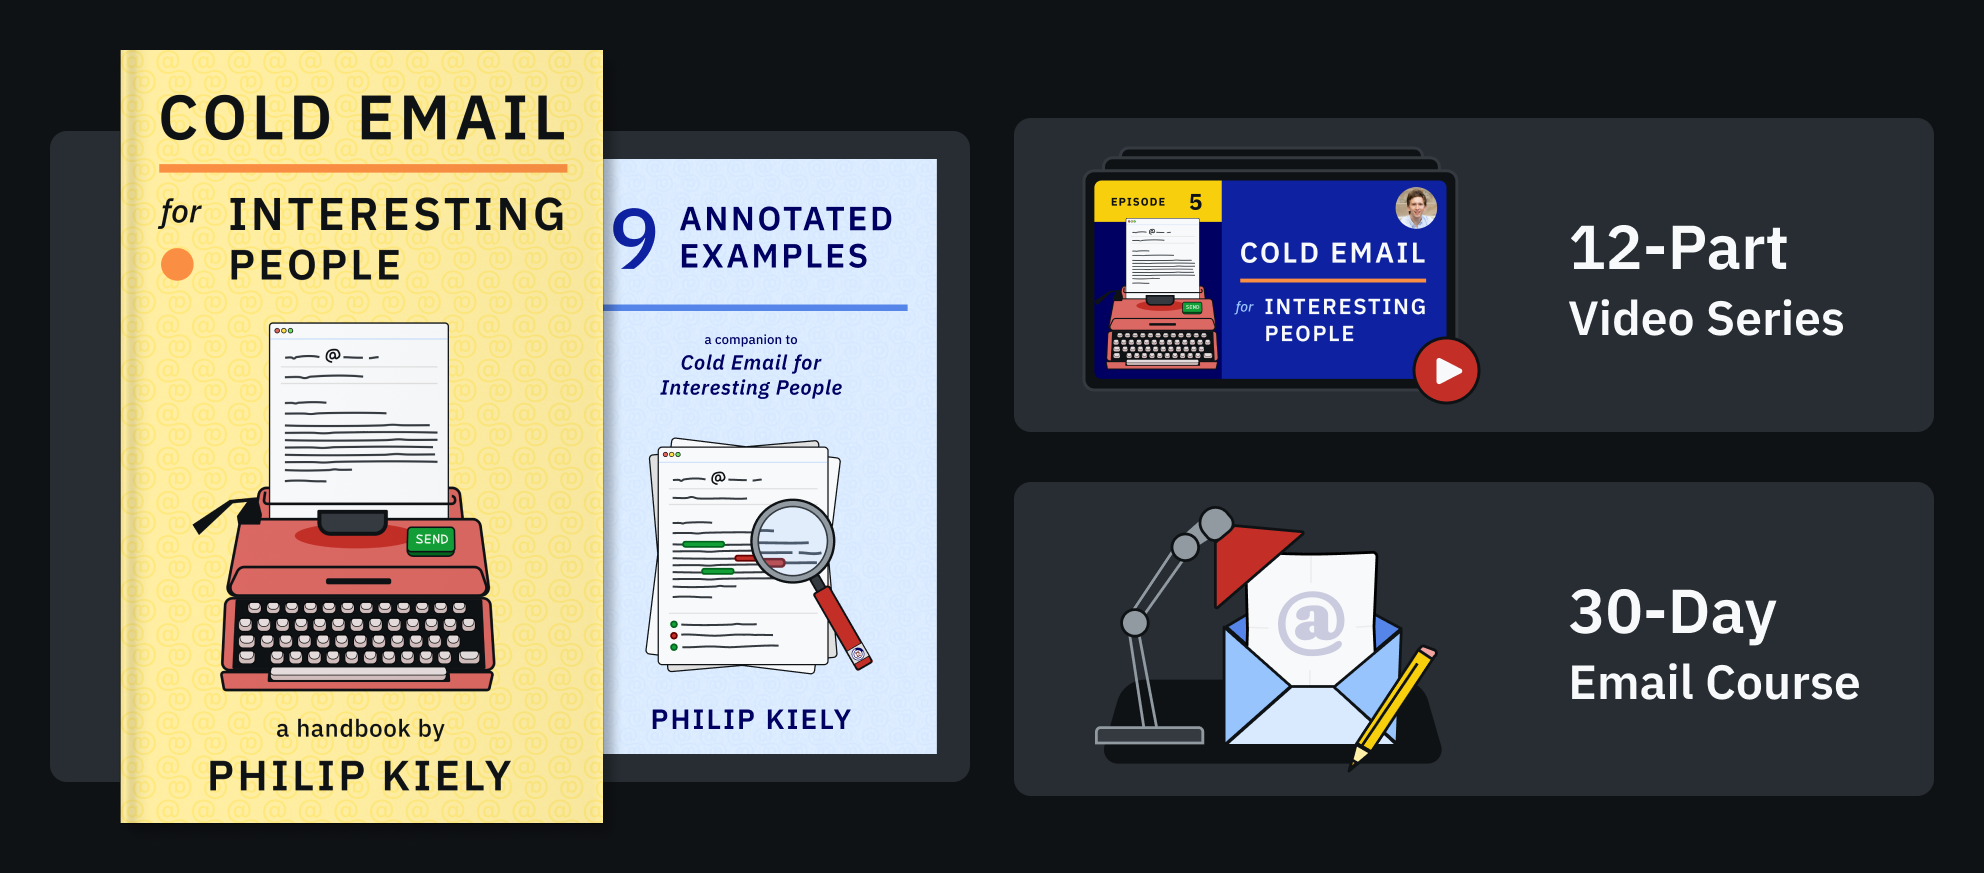 COLD EMAIL
for INTERESTING
PEOPLE
@
SEND
a handbook by
PHILIP KIELY
9 ANNOTATED
EXAMPLES
a companion to
Cold Email for
Interesting People
@
PHILIP KIELY
EPISODE 5
@
SEND
COLD EMAIL
for INTERESTING
PEOPLE
12-Part
Video Series
@
30-Day
Email Course